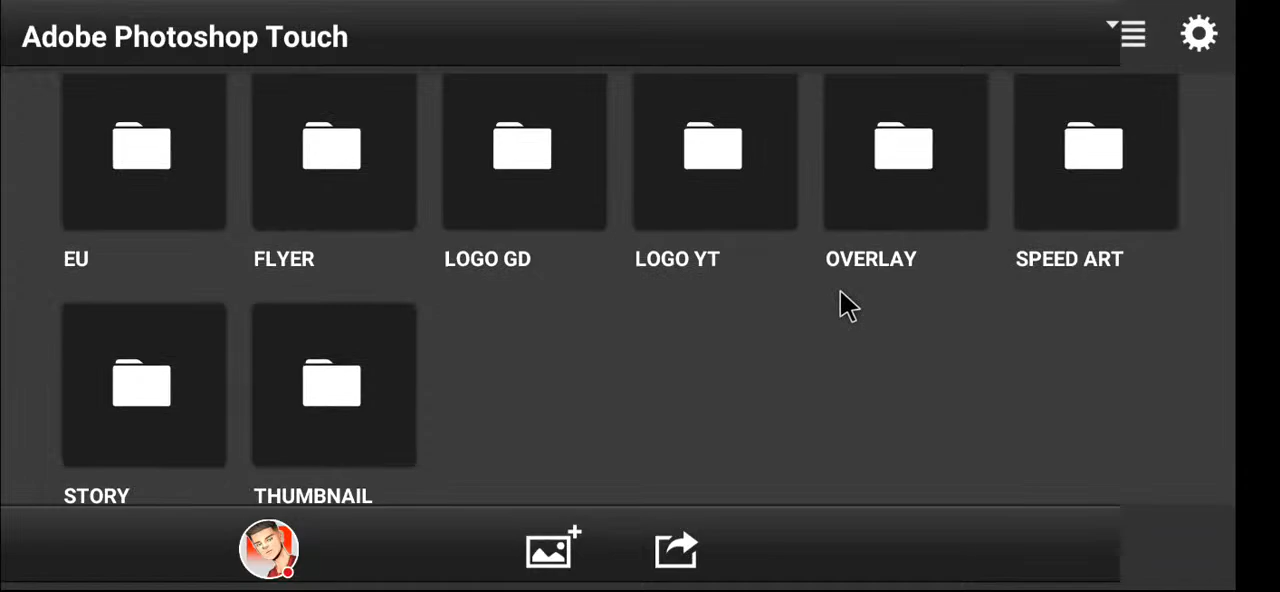 Adobe Photoshop Touch
EU
FLYER
LOGO GD
LOGO YT
OVERLAY
SPEED ART
STORY
THUMBNAIL